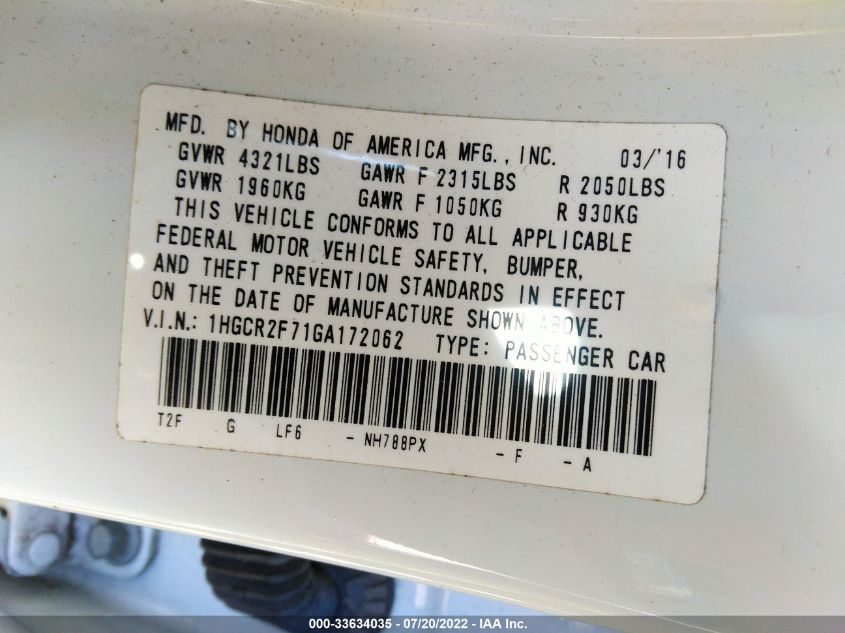 MFD. BY HONDA OF AMERICA MFG., INC. 03/'16
GVWR 4321LBS GAWR F 2315LBS R 2050LBS
GVWR 1960KG GAWR F 1050KG R 930KG
THIS VEHICLE CONFORMS TO ALL APPLICABLE
FEDERAL MOTOR VEHICLE SAFETY, BUMPER,
AND THEFT PREVENTION STANDARDS IN EFFECT
ON THE DATE OF MANUFACTURE SHOWN ABOVE.
V.I.N.: 1HGCR2F71GA172062 TYPE: PASSENGER CAR
T2F G LF6 - NH788PX - F - A
000-33634035 - 07/20/2022 - IAA Inc.